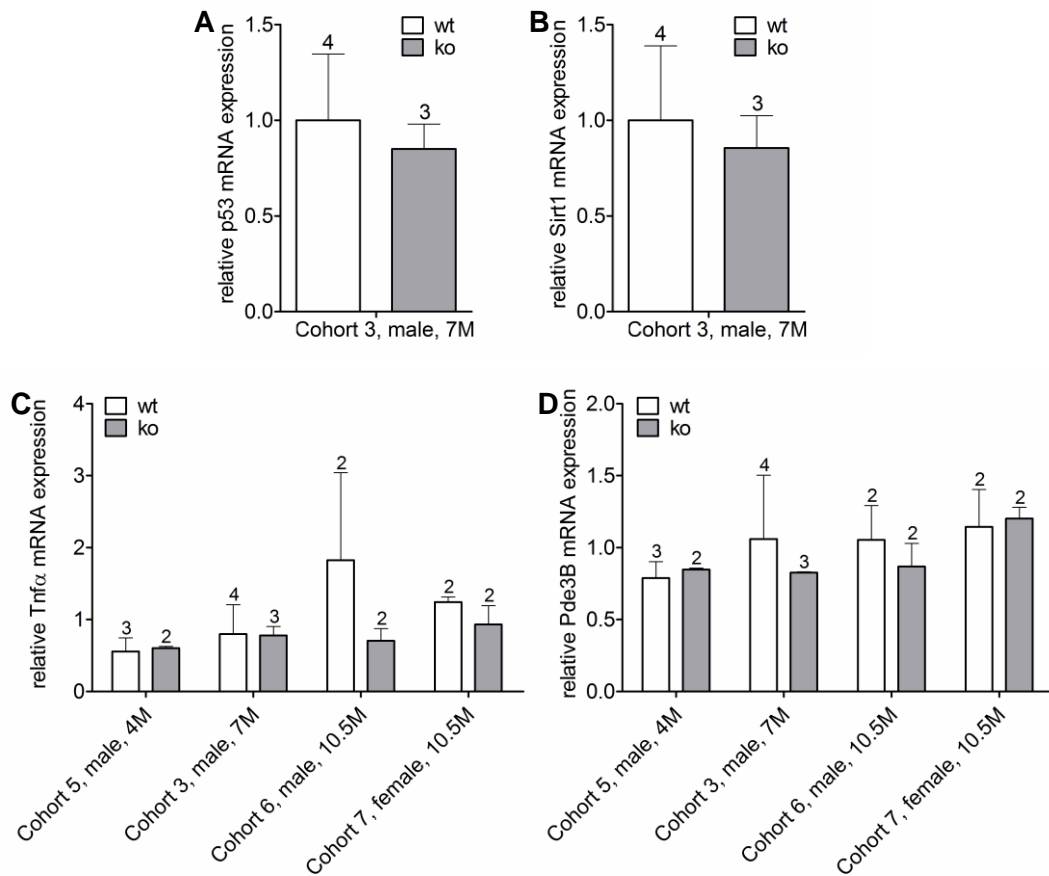 A
relative p53 mRNA expression
1.5
1.0
0.5
0.0
wt
ko
4
3
Cohort 3, male, 7M
B
relative Sirt1 mRNA expression
1.5
1.0
0.5
0.0
wt
ko
4
3
Cohort 3, male, 7M
C
relative Tnfα mRNA expression
4
3
2
1
0
wt
ko
3
2
4
3
2
2
2
2
Cohort 5, male, 4M
Cohort 3, male, 7M
Cohort 6, male, 10.5M
Cohort 7, female, 10.5M
D
relative Pde3B mRNA expression
2.0
1.5
1.0
0.5
0.0
wt
ko
3
2
4
3
2
2
2
2
Cohort 5, male, 4M
Cohort 3, male, 7M
Cohort 6, male, 10.5M
Cohort 7, female, 10.5M